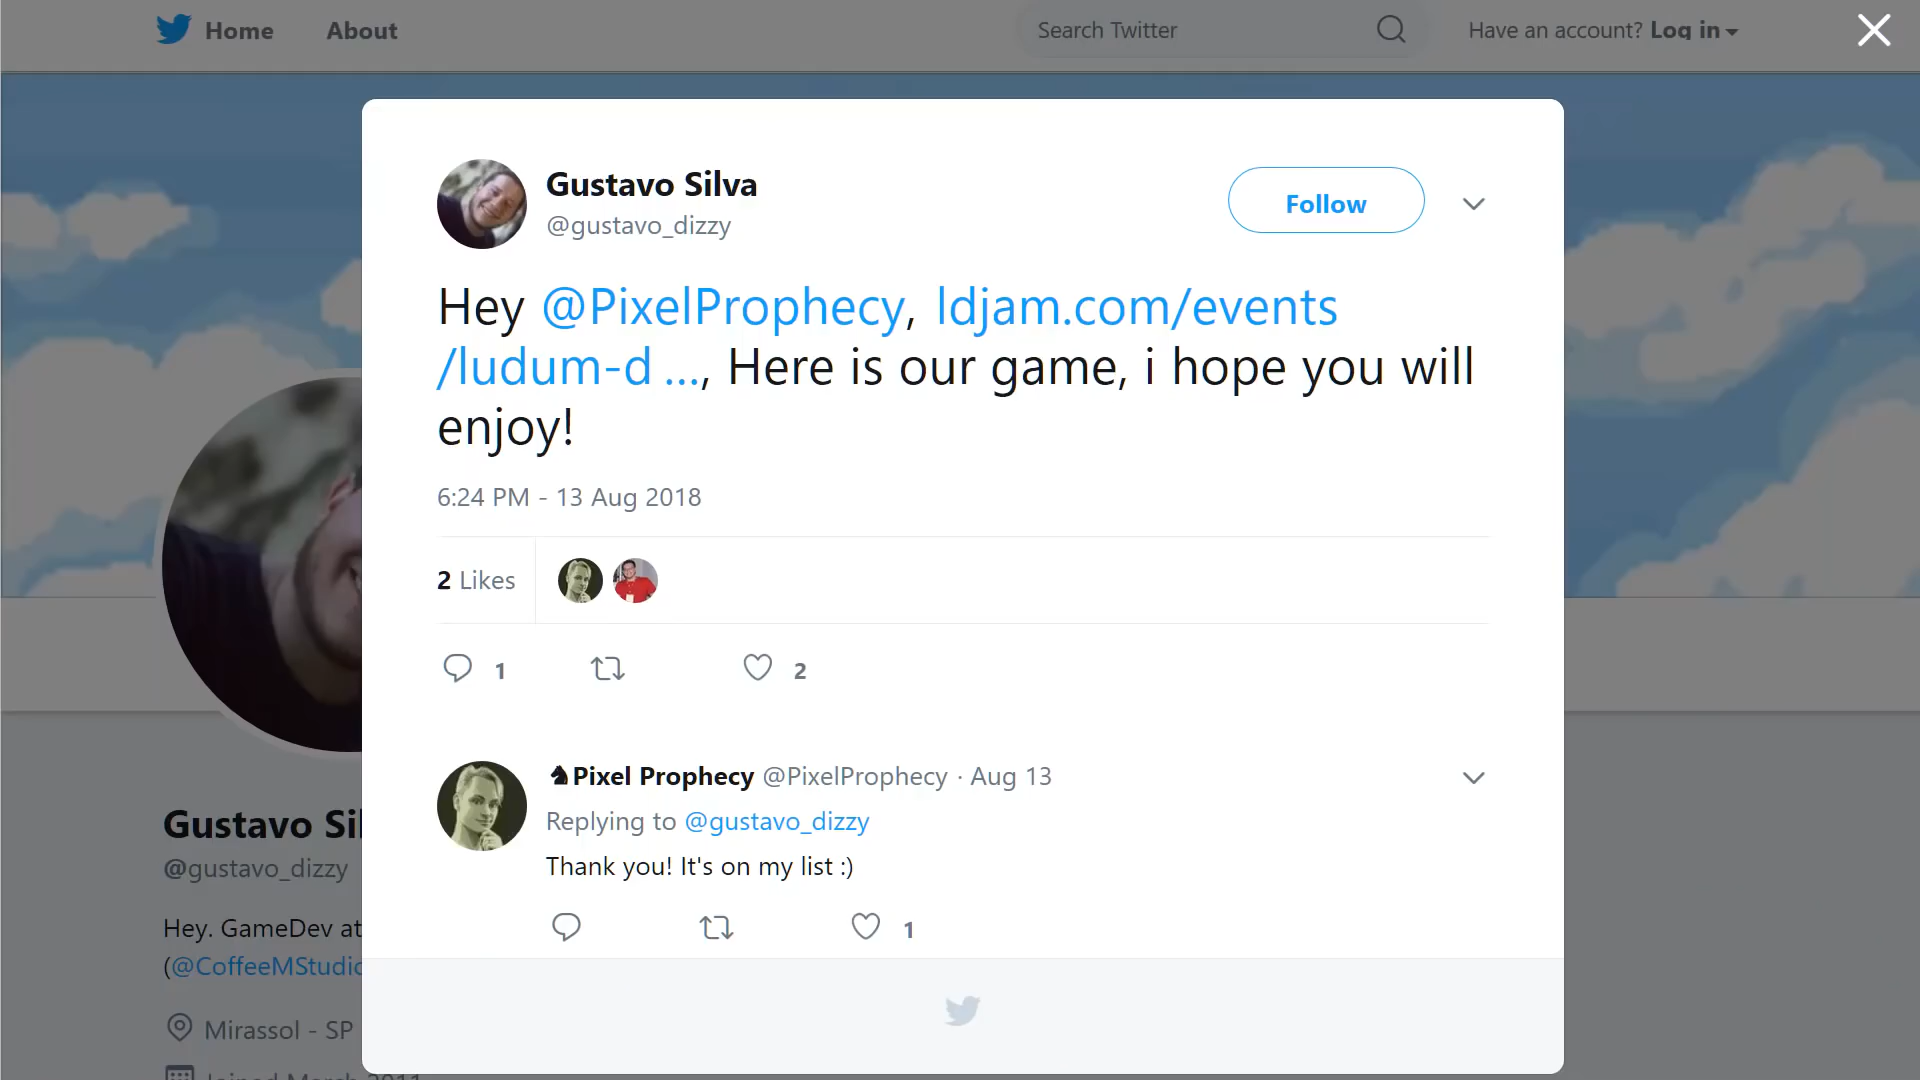 Home About Search Twitter Have an account? Log in
Gustavo Silva
@gustavo_dizzy
Follow
Hey @PixelProphecy, ldjam.com/events
/ludum-d ..., Here is our game, i hope you will
enjoy!
6:24 PM - 13 Aug 2018
2 Likes
1 2
Pixel Prophecy @PixelProphecy · Aug 13
Replying to @gustavo_dizzy
Thank you! It's on my list :)
1
Gustavo Sil
@gustavo_dizzy
Hey. GameDev at
(@CoffeeMStudio
Mirassol - SP
Joined March 2011